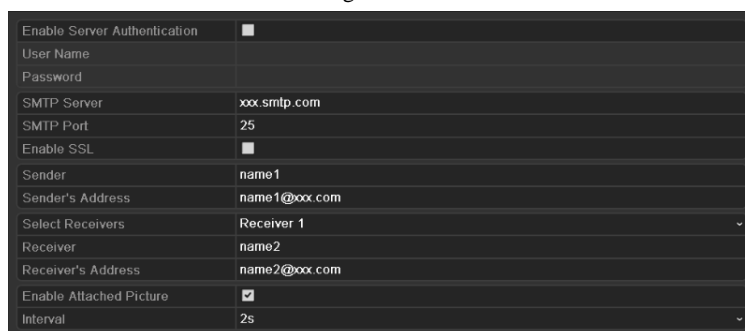 Enable Server Authentication
User Name
Password
SMTP Server xxx.smtp.com
SMTP Port 25
Enable SSL
Sender name1
Sender's Address name1@xxx.com
Select Receivers Receiver 1
Receiver name2
Receiver's Address name2@xxx.com
Enable Attached Picture
Interval 2s